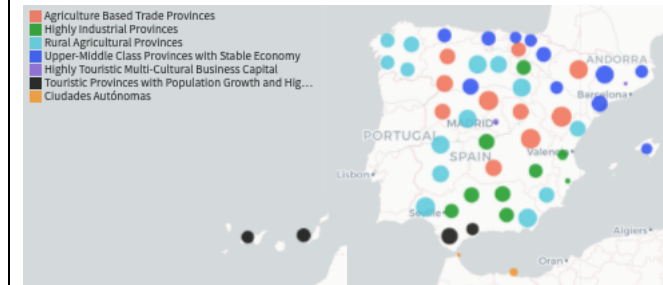 Agriculture Based Trade Provinces
Highly Industrial Provinces
Rural Agricultural Provinces
Upper-Middle Class Provinces with Stable Economy
Highly Touristic Multi-Cultural Business Capital
Touristic Provinces with Population Growth and Hig...
Ciudades Autónomas
ANDORRA
Barcelona
MADRID
PORTUGAL
SPAIN
Valencia
Lisbon
Seville
Algiers
Oran